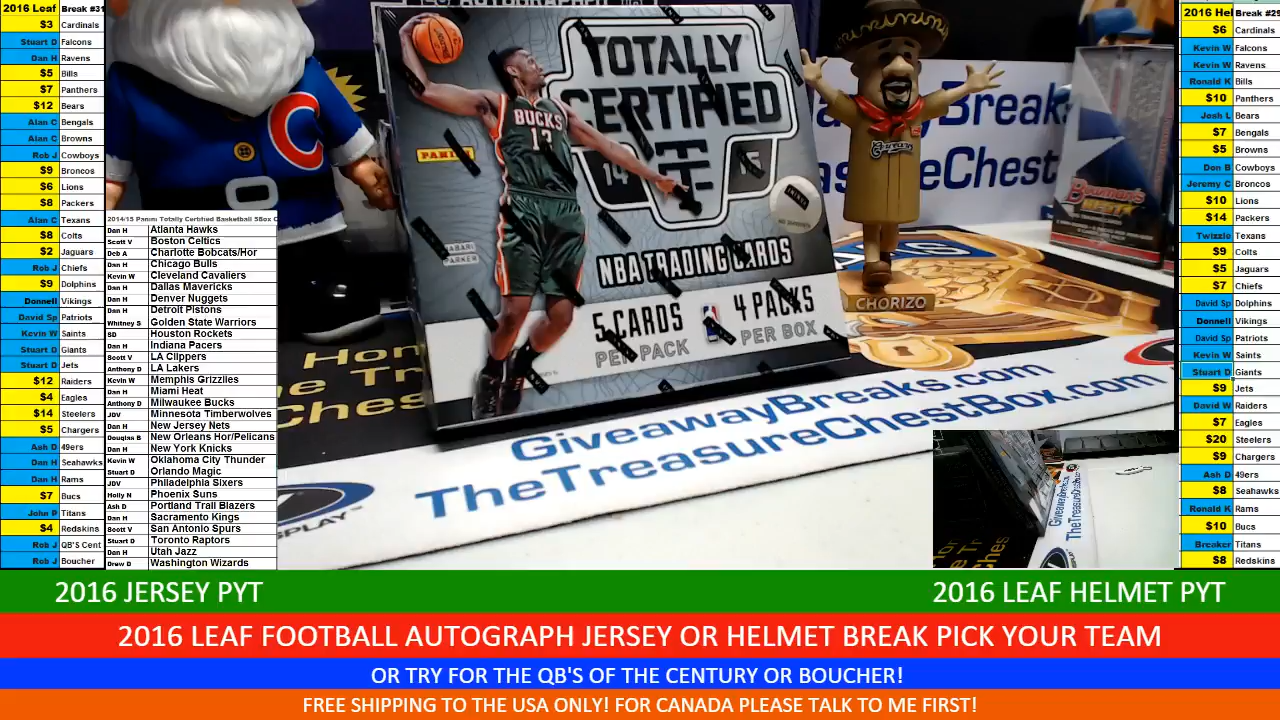 2016 Leaf Break #31
$3 Cardinals
Stuart D Falcons
Dan H Ravens
$5 Bills
$7 Panthers
$12 Bears
Alan C Bengals
Alan C Browns
Rob J Cowboys
$9 Broncos
$6 Lions
$8 Packers
Alan C Texans
$8 Colts
$2 Jaguars
Rob J Chiefs
$9 Dolphins
Donnell Vikings
David Sp Patriots
Kevin W Saints
Stuart D Giants
Stuart D Jets
$12 Raiders
$4 Eagles
$14 Steelers
$5 Chargers
Ash D 49ers
Dan H Seahawks
Dan H Rams
$7 Bucs
John P Titans
$4 Redskins
Rob J QB'S Cent
Rob J Boucher
2014/15 Panini Totally Certified Basketball 5Box C
Dan H Atlanta Hawks
Scott V Boston Celtics
Deb A Charlotte Bobcats/Hor
Dan H Chicago Bulls
Kevin W Cleveland Cavaliers
Dan H Dallas Mavericks
Dan H Denver Nuggets
Dan H Detroit Pistons
Whitney S Golden State Warriors
SD Houston Rockets
Dan H Indiana Pacers
Scott V LA Clippers
Anthony D LA Lakers
Kevin W Memphis Grizzlies
Dan H Miami Heat
Anthony D Milwaukee Bucks
JDV Minnesota Timberwolves
Dan H New Jersey Nets
Douglas B New Orleans Hor/Pelicans
Dan H New York Knicks
Kevin W Oklahoma City Thunder
Stuart D Orlando Magic
JDV Philadelphia Sixers
Holly N Phoenix Suns
Ash D Portland Trail Blazers
Dan H Sacramento Kings
Scott V San Antonio Spurs
Stuart D Toronto Raptors
Dan H Utah Jazz
Drew D Washington Wizards
C
TOTALLY
CERTIFIED
14 15
PANINI
BUCKS
12
JABARI
PARKER
NBA TRADING CARDS
5 CARDS
PER PACK
4 PACKS
PER BOX
CHORIZO
Bowman's
BEST
GiveawayBreaks.com
TheTreasureChestBox.com
2016 Hel Break #29
$6 Cardinals
Kevin W Falcons
Kevin W Ravens
Ronald K Bills
$10 Panthers
Josh L Bears
$7 Bengals
$5 Browns
Don B Cowboys
Jeremy C Broncos
$10 Lions
$14 Packers
Twizzle Texans
$9 Colts
$5 Jaguars
$7 Chiefs
David Sp Dolphins
Donnell Vikings
David Sp Patriots
Kevin W Saints
Stuart D Giants
$9 Jets
David W Raiders
$7 Eagles
$20 Steelers
$9 Chargers
Ash D 49ers
$8 Seahawks
Ronald K Rams
$10 Bucs
Breaker Titans
$8 Redskins
2016 JERSEY PYT
2016 LEAF HELMET PYT
2016 LEAF FOOTBALL AUTOGRAPH JERSEY OR HELMET BREAK PICK YOUR TEAM
OR TRY FOR THE QB'S OF THE CENTURY OR BOUCHER!
FREE SHIPPING TO THE USA ONLY! FOR CANADA PLEASE TALK TO ME FIRST!